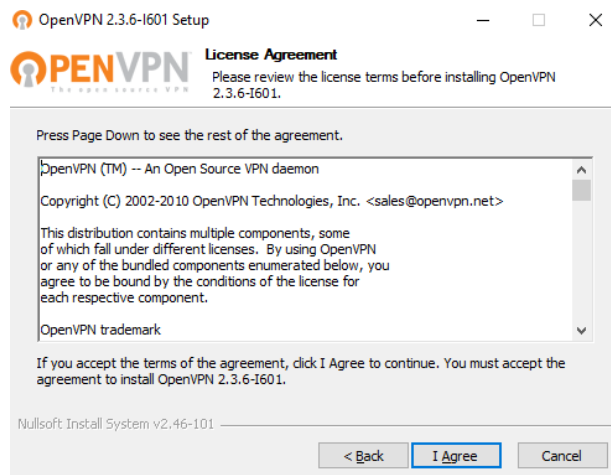 OpenVPN 2.3.6-I601 Setup
OPENVPN
The open source VPN
License Agreement
Please review the license terms before installing OpenVPN
2.3.6-I601.
Press Page Down to see the rest of the agreement.
OpenVPN (TM) -- An Open Source VPN daemon
Copyright (C) 2002-2010 OpenVPN Technologies, Inc. <sales@openvpn.net>
This distribution contains multiple components, some
of which fall under different licenses.  By using OpenVPN
or any of the bundled components enumerated below, you
agree to be bound by the conditions of the license for
each respective component.
OpenVPN trademark
If you accept the terms of the agreement, click I Agree to continue. You must accept the
agreement to install OpenVPN 2.3.6-I601.
Nullsoft Install System v2.46-101
< Back
I Agree
Cancel